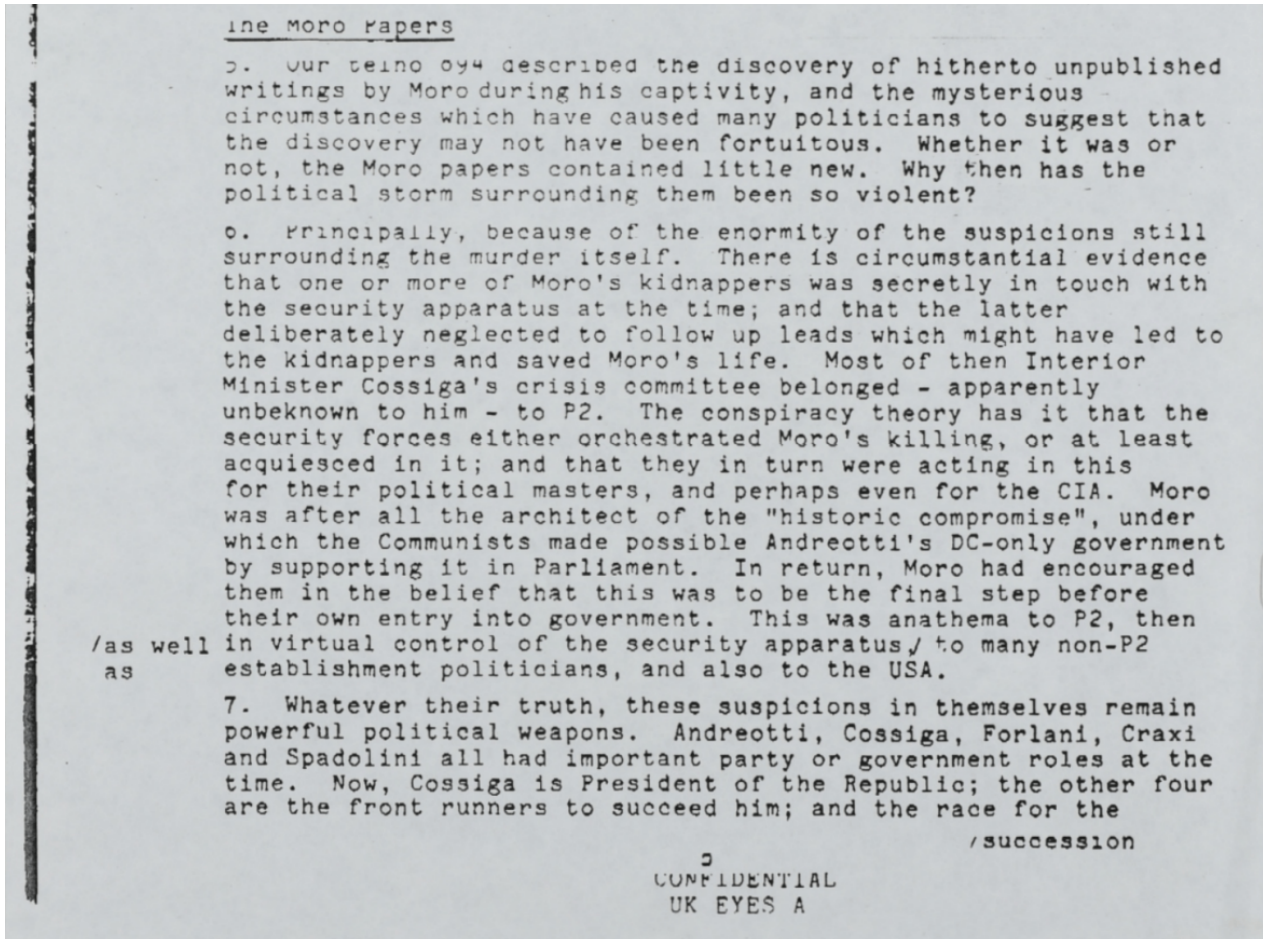 The Moro Papers
5. Our telno 694 described the discovery of hitherto unpublished
writings by Moro during his captivity, and the mysterious
circumstances which have caused many politicians to suggest that
the discovery may not have been fortuitous. Whether it was or
not, the Moro papers contained little new. Why then has the
political storm surrounding them been so violent?
6. Principally, because of the enormity of the suspicions still
surrounding the murder itself. There is circumstantial evidence
that one or more of Moro's kidnappers was secretly in touch with
the security apparatus at the time; and that the latter
deliberately neglected to follow up leads which might have led to
the kidnappers and saved Moro's life. Most of then Interior
Minister Cossiga's crisis committee belonged - apparently
unbeknown to him - to P2. The conspiracy theory has it that the
security forces either orchestrated Moro's killing, or at least
acquiesced in it; and that they in turn were acting in this
for their political masters, and perhaps even for the CIA. Moro
was after all the architect of the "historic compromise", under
which the Communists made possible Andreotti's DC-only government
by supporting it in Parliament. In return, Moro had encouraged
them in the belief that this was to be the final step before
their own entry into government. This was anathema to P2, then
/as well in virtual control of the security apparatus/ to many non-P2
as establishment politicians, and also to the USA.
7. Whatever their truth, these suspicions in themselves remain
powerful political weapons. Andreotti, Cossiga, Forlani, Craxi
and Spadolini all had important party or government roles at the
time. Now, Cossiga is President of the Republic; the other four
are the front runners to succeed him; and the race for the
/succession
CONFIDENTIAL
UK EYES A